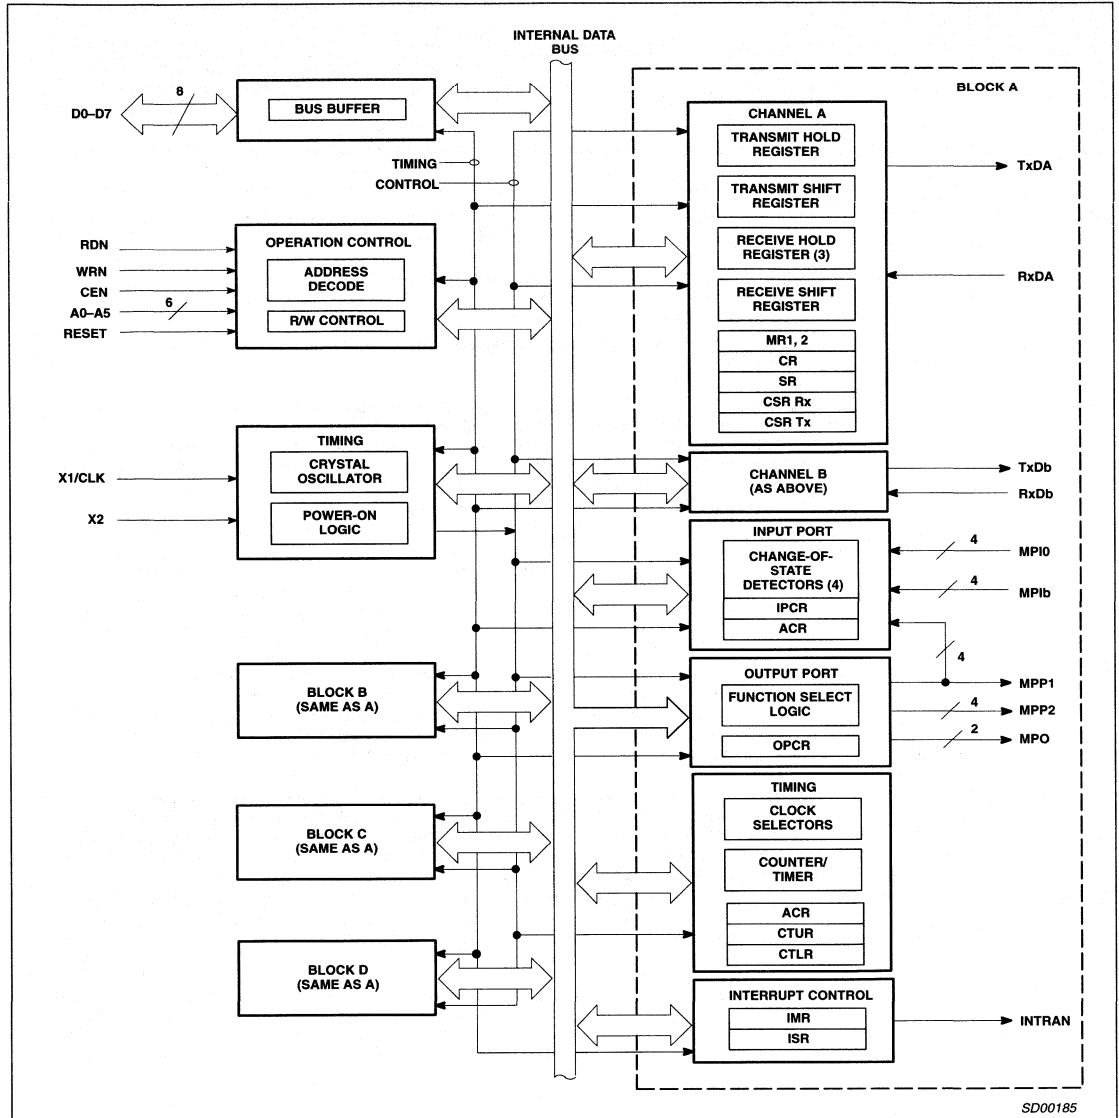 INTERNAL DATA
BUS
BLOCK A
D0–D7
8
BUS BUFFER
TIMING
CONTROL
RDN
WRN
CEN
A0–A5
6
RESET
OPERATION CONTROL
ADDRESS
DECODE
R/W CONTROL
X1/CLK
X2
TIMING
CRYSTAL
OSCILLATOR
POWER-ON
LOGIC
BLOCK B
(SAME AS A)
BLOCK C
(SAME AS A)
BLOCK D
(SAME AS A)
CHANNEL A
TRANSMIT HOLD
REGISTER
TRANSMIT SHIFT
REGISTER
RECEIVE HOLD
REGISTER (3)
RECEIVE SHIFT
REGISTER
MR1, 2
CR
SR
CSR Rx
CSR Tx
TxDA
RxDA
CHANNEL B
(AS ABOVE)
TxDb
RxDb
INPUT PORT
CHANGE-OF-
STATE
DETECTORS (4)
IPCR
ACR
4
MPI0
4
MPIb
4
OUTPUT PORT
FUNCTION SELECT
LOGIC
OPCR
MPP1
4
MPP2
2
MPO
TIMING
CLOCK
SELECTORS
COUNTER/
TIMER
ACR
CTUR
CTLR
INTERRUPT CONTROL
IMR
ISR
INTRAN
SD00185